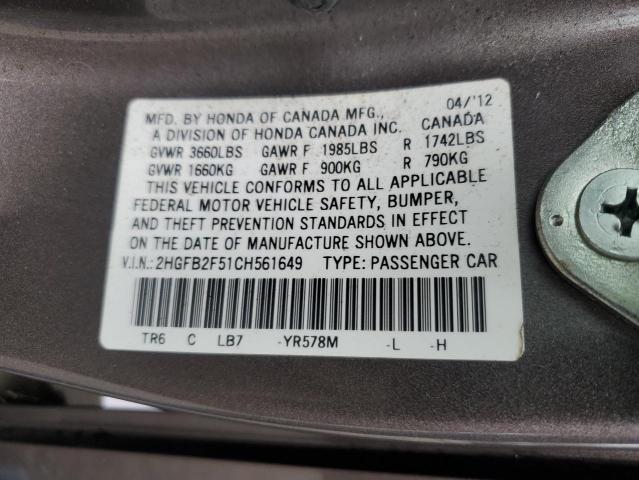 MFD. BY HONDA OF CANADA MFG., 04/'12
A DIVISION OF HONDA CANADA INC. CANADA
GVWR 3660LBS GAWR F 1985LBS R 1742LBS
GVWR 1660KG GAWR F 900KG R 790KG
THIS VEHICLE CONFORMS TO ALL APPLICABLE
FEDERAL MOTOR VEHICLE SAFETY, BUMPER,
AND THEFT PREVENTION STANDARDS IN EFFECT
ON THE DATE OF MANUFACTURE SHOWN ABOVE.
V.I.N.: 2HGFB2F51CH561649 TYPE: PASSENGER CAR
TR6 C LB7 -YR578M -L -H